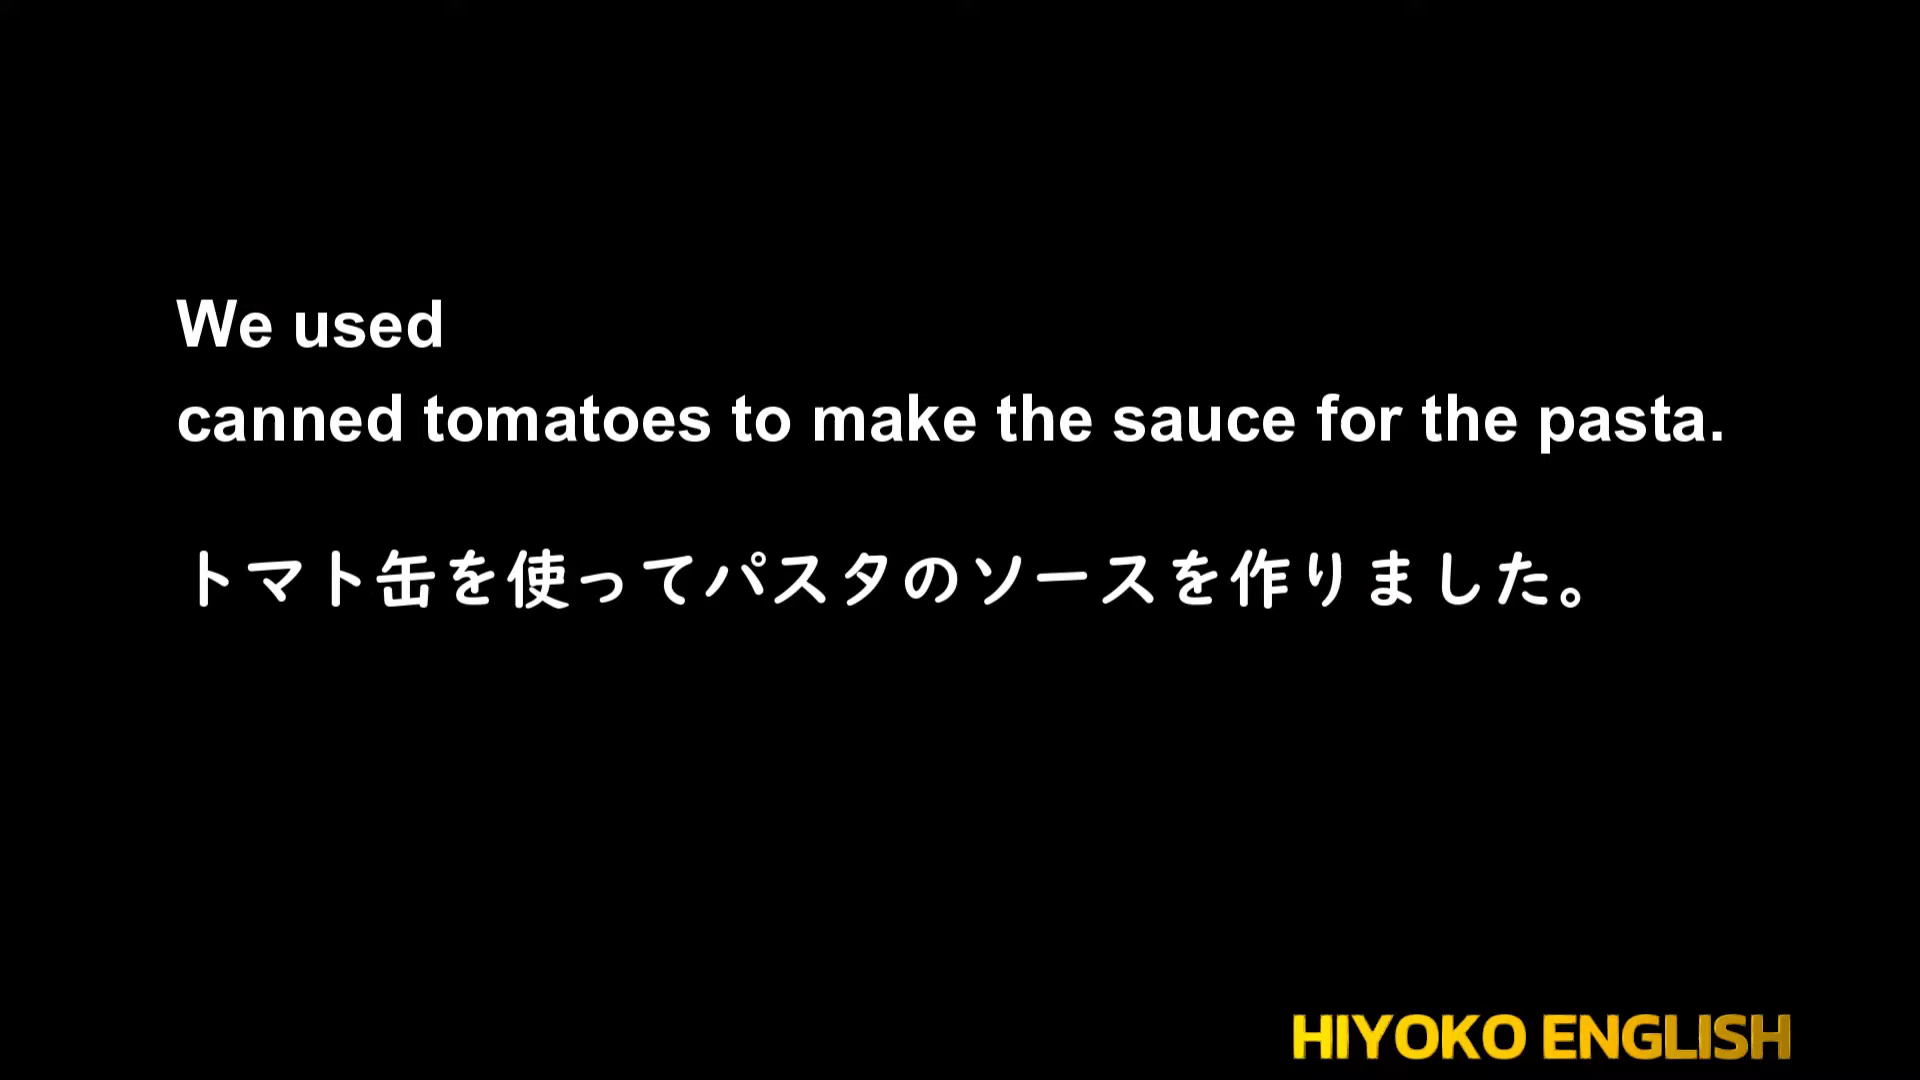 We used
canned tomatoes to make the sauce for the pasta.
トマト缶を使ってパスタのソースを作りました。
HIYOKO ENGLISH